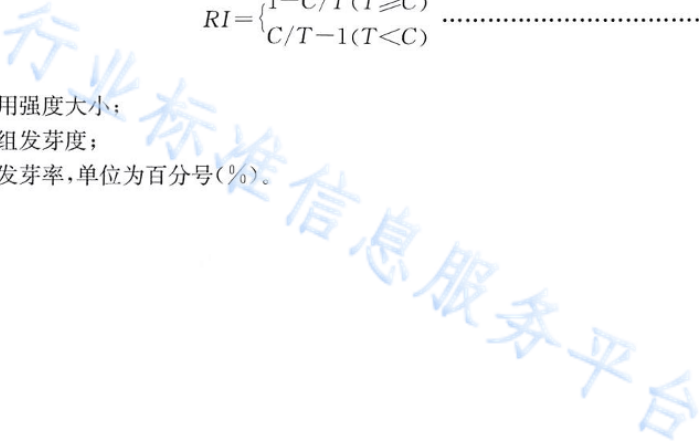 RI={1-C/T(T≥C)
C/T-1(T<C) ……………………
用强度大小；
组发芽度；
发芽率,单位为百分号(%)。
行业标准信息服务平台